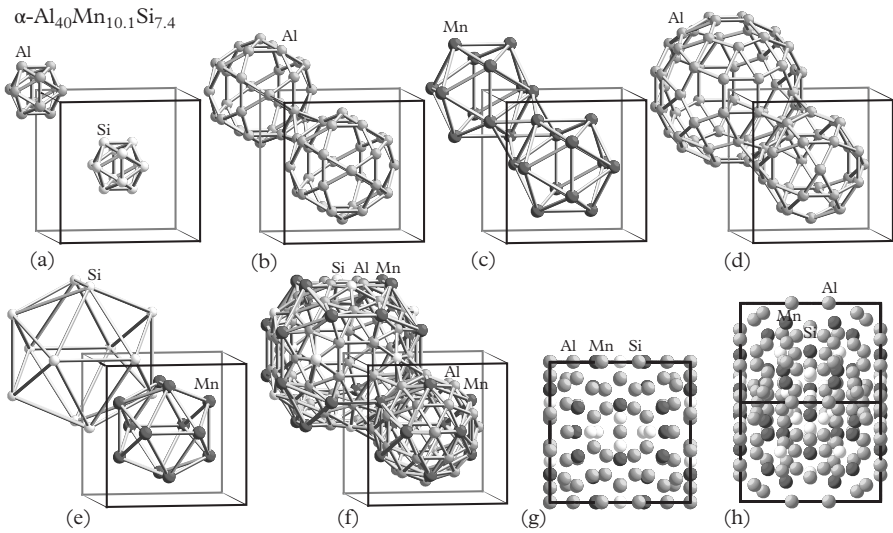 α-Al₄₀Mn₁₀.₁Si₇.₄
Al
Si
(a)
Al
(b)
Mn
(c)
Al
(d)
Si
Mn
(e)
Si Al Mn
Al
Mn
(f)
Al Mn Si
(g)
Al
Mn
Si
(h)